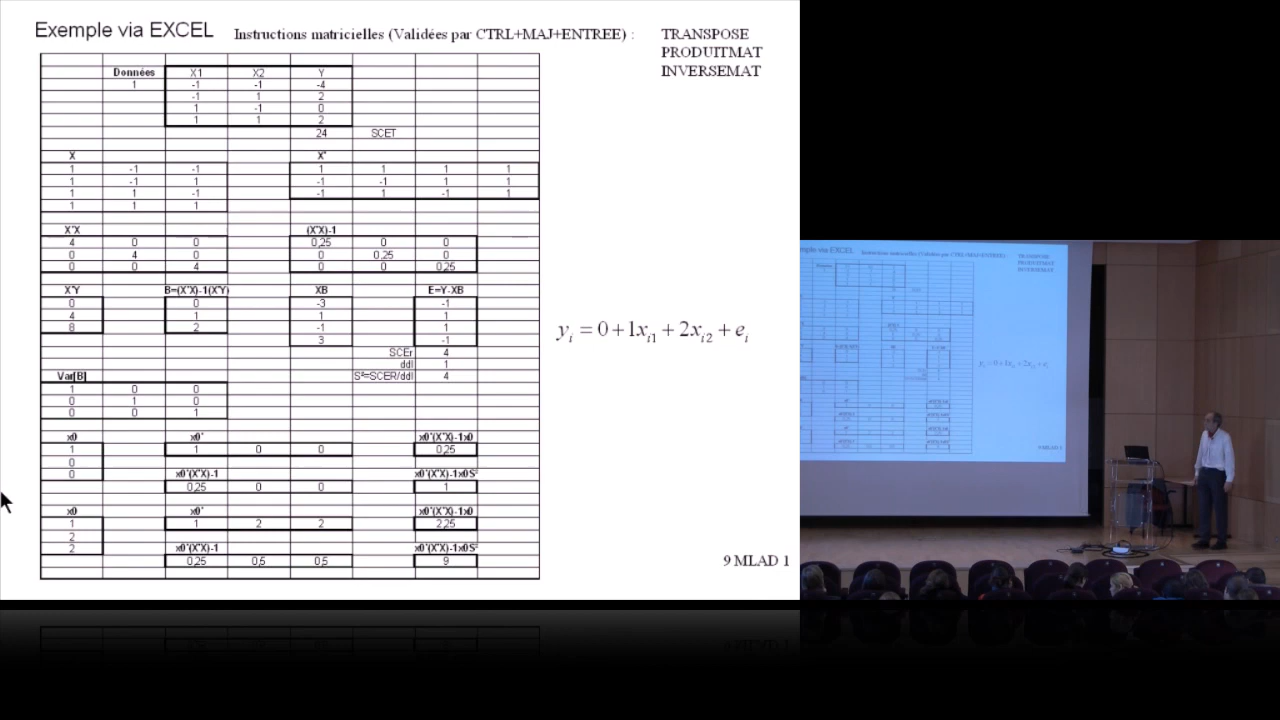 Exemple via EXCEL Instructions matricielles (Validées par CTRL+MAJ+ENTREE) : TRANSPOSE
PRODUITMAT
INVERSEMAT
Données X1 X2 Y
1 -1 -1 -4
-1 1 2
1 -1 0
1 1 2
24 SCET
X X'
1 -1 -1 1 1 1 1
1 -1 1 -1 -1 1 1
1 1 -1 -1 1 -1 1
1 1 1
X'X (X'X)-1
4 0 0 0,25 0 0
0 4 0 0 0,25 0
0 0 4 0 0 0,25
X'Y B=(X'X)-1(X'Y) XB E=Y-XB
0 0 -3 -1
4 1 1 1
8 2 -1 1
3 -1
y_i = 0 + 1x_i1 + 2x_i2 + e_i
SCEr 4
ddl 1
S²=SCER/ddl 4
Var[B]
1 0 0
0 1 0
0 0 1
x0 x0' x0'(X'X)-1x0
1 1 0 0 0,25
0
0 x0'(X'X)-1 x0'(X'X)-1x0S²
0,25 0 0 1
x0 x0' x0'(X'X)-1x0
1 1 2 2 2,25
2
2 x0'(X'X)-1 x0'(X'X)-1x0S²
0,25 0,5 0,5 9
9 MLAD 1